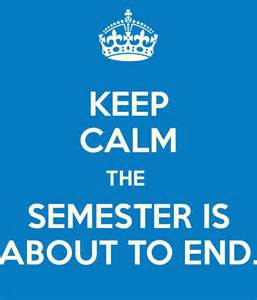 KEEP
CALM
THE
SEMESTER IS
ABOUT TO END.